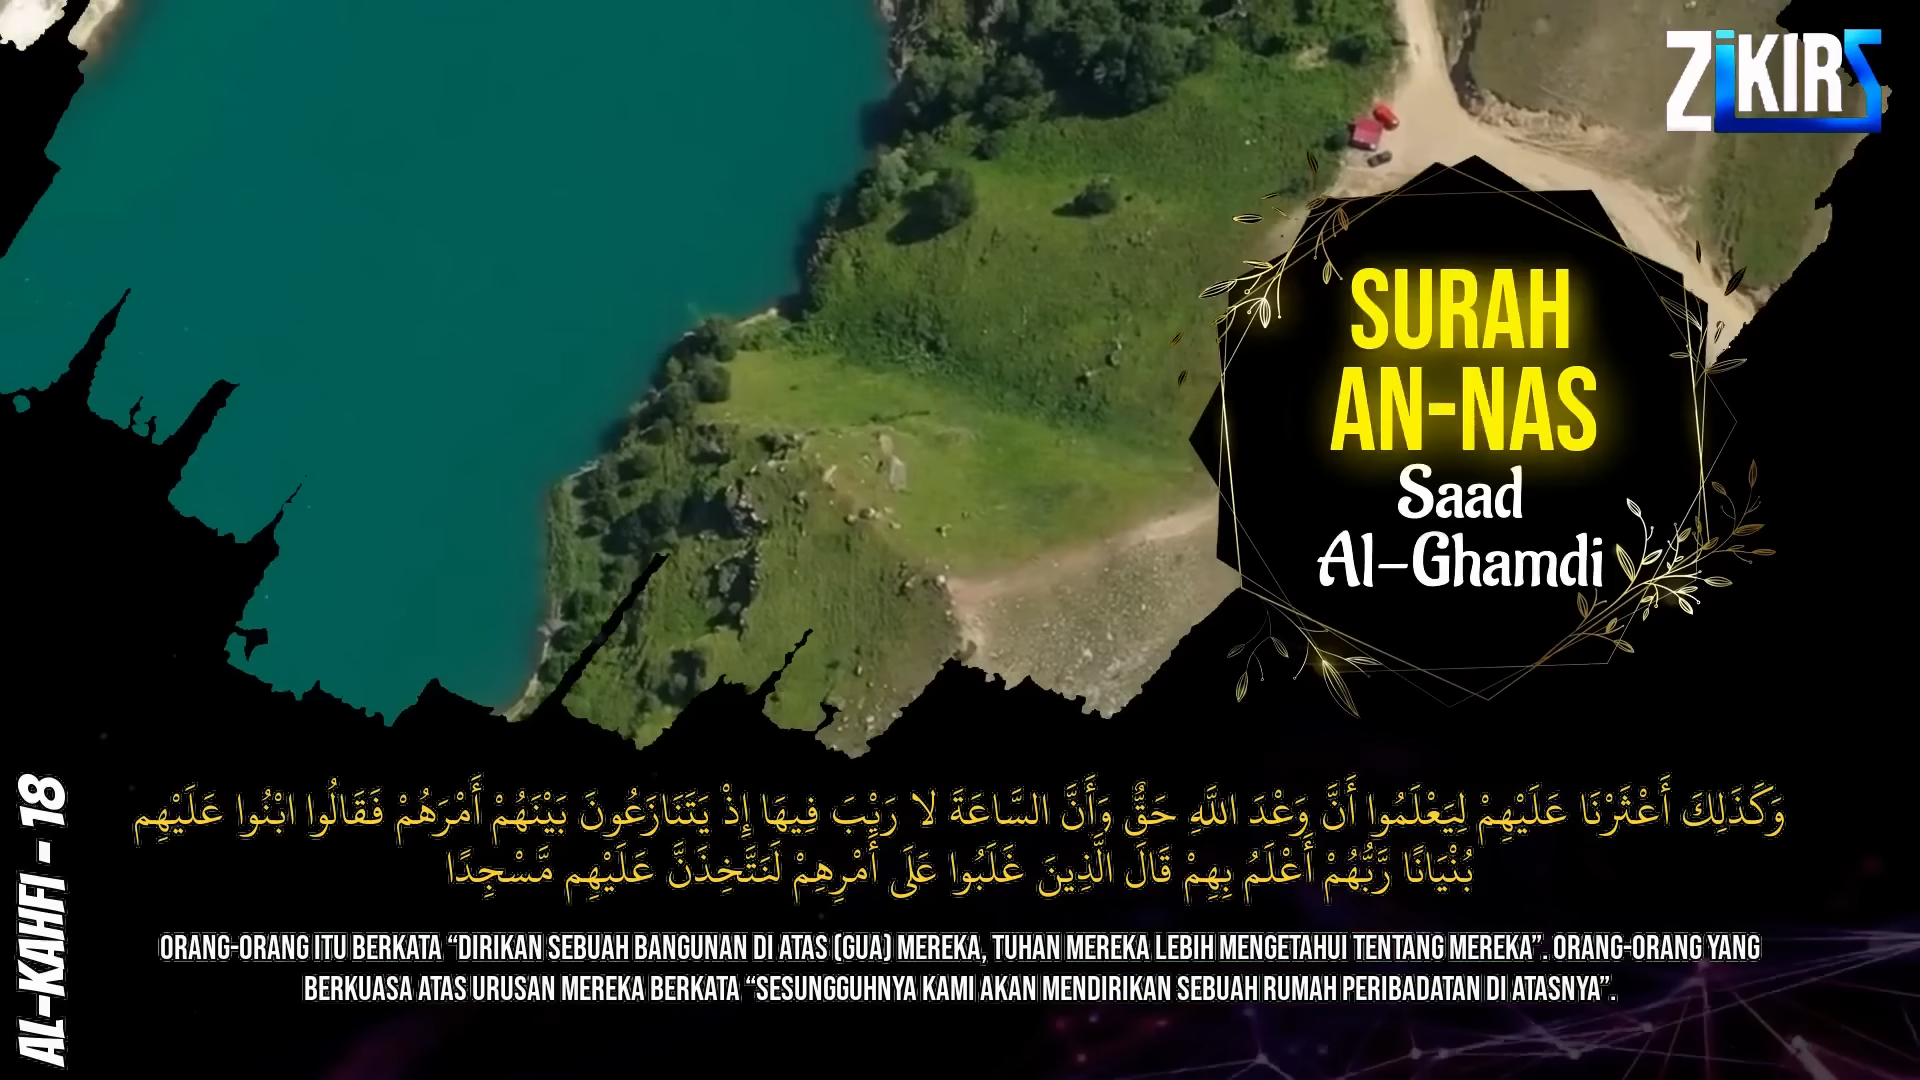 ZIKIRS
SURAH
AN-NAS
Saad
Al-Ghamdi
وَكَذَلِكَ أَعْثَرْنَا عَلَيْهِمْ لِيَعْلَمُوا أَنَّ وَعْدَ اللَّهِ حَقٌّ وَأَنَّ السَّاعَةَ لا رَيْبَ فِيهَا إِذْ يَتَنَازَعُونَ بَيْنَهُمْ أَمْرَهُمْ فَقَالُوا ابْنُوا عَلَيْهِم
بُنْيَانًا رَّبُّهُمْ أَعْلَمُ بِهِمْ قَالَ الَّذِينَ غَلَبُوا عَلَى أَمْرِهِمْ لَنَتَّخِذَنَّ عَلَيْهِم مَّسْجِدًا
ORANG-ORANG ITU BERKATA “DIRIKAN SEBUAH BANGUNAN DI ATAS (GUA) MEREKA, TUHAN MEREKA LEBIH MENGETAHUI TENTANG MEREKA”. ORANG-ORANG YANG
BERKUASA ATAS URUSAN MEREKA BERKATA “SESUNGGUHNYA KAMI AKAN MENDIRIKAN SEBUAH RUMAH PERIBADATAN DI ATASNYA”.
AL-KAHFI - 18